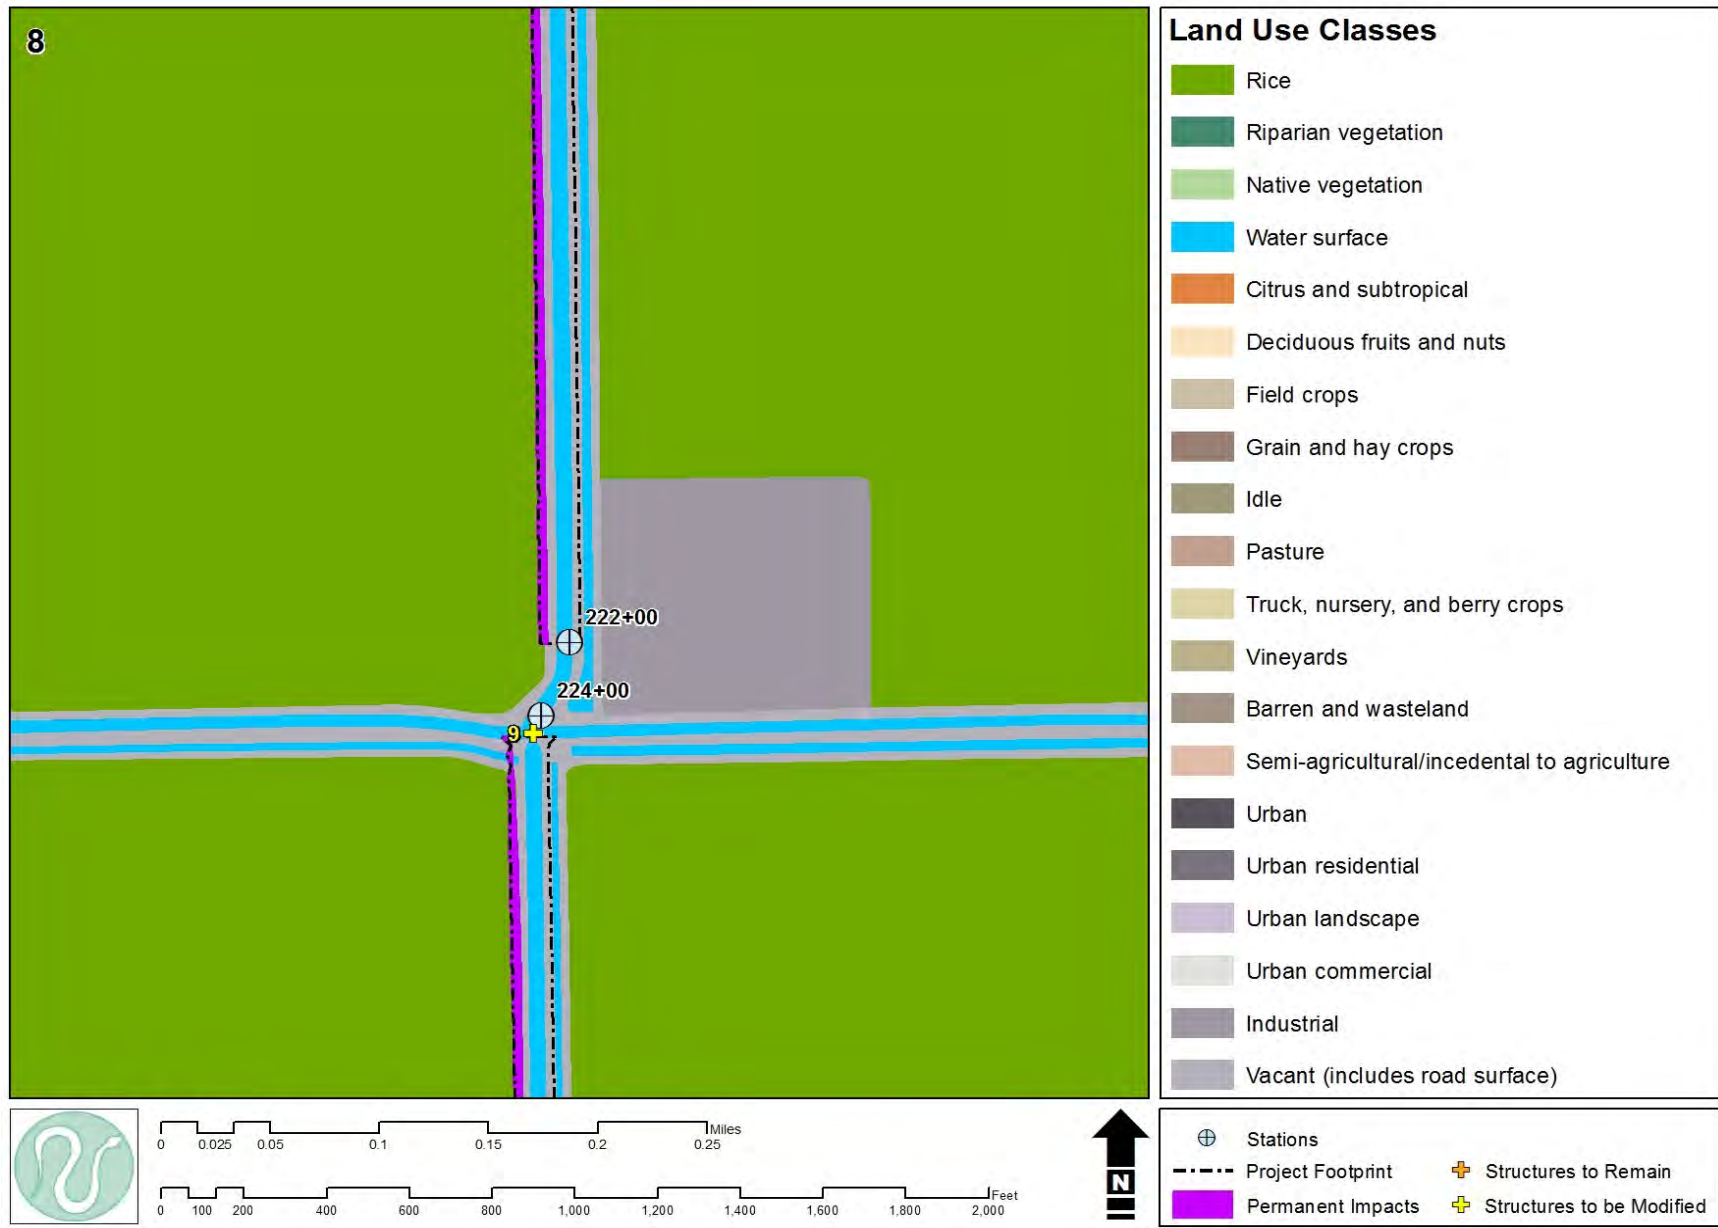 8
222+00
224+00
9
Land Use Classes
Rice
Riparian vegetation
Native vegetation
Water surface
Citrus and subtropical
Deciduous fruits and nuts
Field crops
Grain and hay crops
Idle
Pasture
Truck, nursery, and berry crops
Vineyards
Barren and wasteland
Semi-agricultural/incedental to agriculture
Urban
Urban residential
Urban landscape
Urban commercial
Industrial
Vacant (includes road surface)
Miles
0 0.025 0.05 0.1 0.15 0.2 0.25
Feet
0 100 200 400 600 800 1,000 1,200 1,400 1,600 1,800 2,000
N
Stations
Project Footprint
Structures to Remain
Permanent Impacts
Structures to be Modified